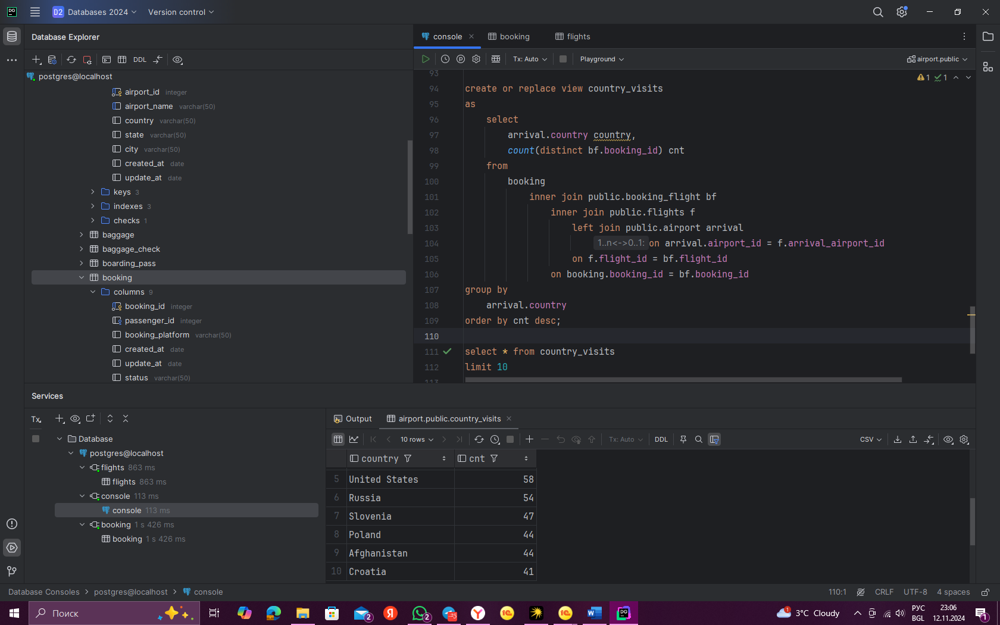 DG
D2 Databases 2024
Version control
Database Explorer
DDL
postgres@localhost
airport_id integer
airport_name varchar(50)
country varchar(50)
state varchar(50)
city varchar(50)
created_at date
update_at date
keys 3
indexes 3
checks 1
baggage
baggage_check
boarding_pass
booking
columns 9
booking_id integer
passenger_id integer
booking_platform varchar(50)
created_at date
update_at date
status varchar(50)
console
booking
flights
Tx: Auto
Playground
airport.public
1
1
93
94 create or replace view country_visits
95 as
96 select
97 arrival.country country,
98 count(distinct bf.booking_id) cnt
99 from
100 booking
101 inner join public.booking_flight bf
102 inner join public.flights f
103 left join public.airport arrival
104 1..n<->0..1: on arrival.airport_id = f.arrival_airport_id
105 on f.flight_id = bf.flight_id
106 on booking.booking_id = bf.booking_id
107 group by
108 arrival.country
109 order by cnt desc;
110
111 select * from country_visits
112 limit 10
113
Services
Tx
Database
postgres@localhost
flights 863 ms
flights 863 ms
console 113 ms
console 113 ms
booking 1 s 426 ms
booking 1 s 426 ms
Output
airport.public.country_visits
10 rows
Tx: Auto
DDL
CSV
country cnt
5 United States 58
6 Russia 54
7 Slovenia 47
8 Poland 44
9 Afghanistan 44
10 Croatia 41
Database Consoles > postgres@localhost > console
110:1
CRLF
UTF-8
4 spaces
Поиск
2
Я
2
25
Y
1С
1С
W
DG
1
3°C Cloudy
РУС
BGL
23:06
12.11.2024
1